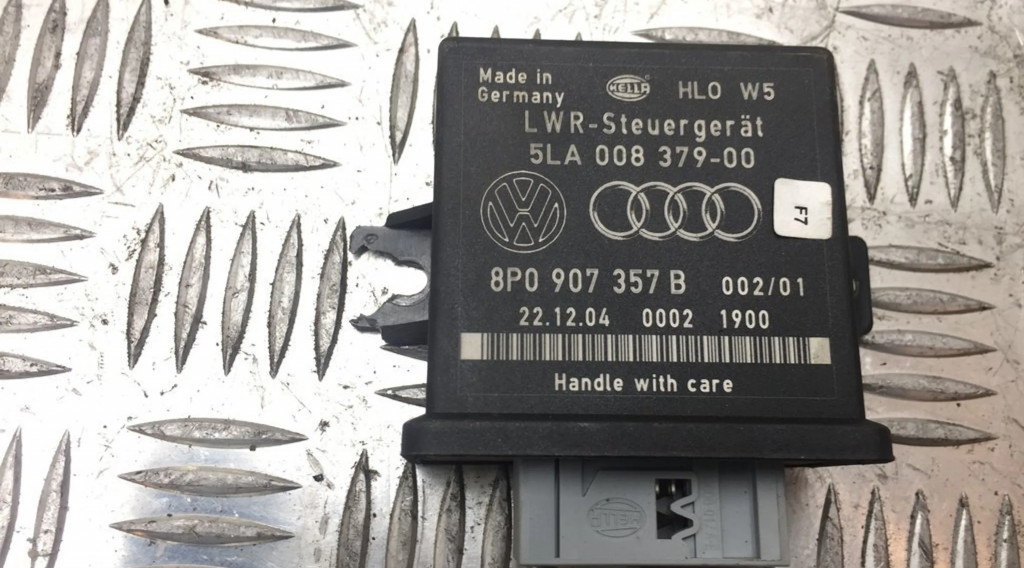 Made in
Germany
HELLA
HLO W5
LWR-Steuergerät
5LA 008 379-00
F7
8P0 907 357 B 002/01
22.12.04 0002 1900
Handle with care